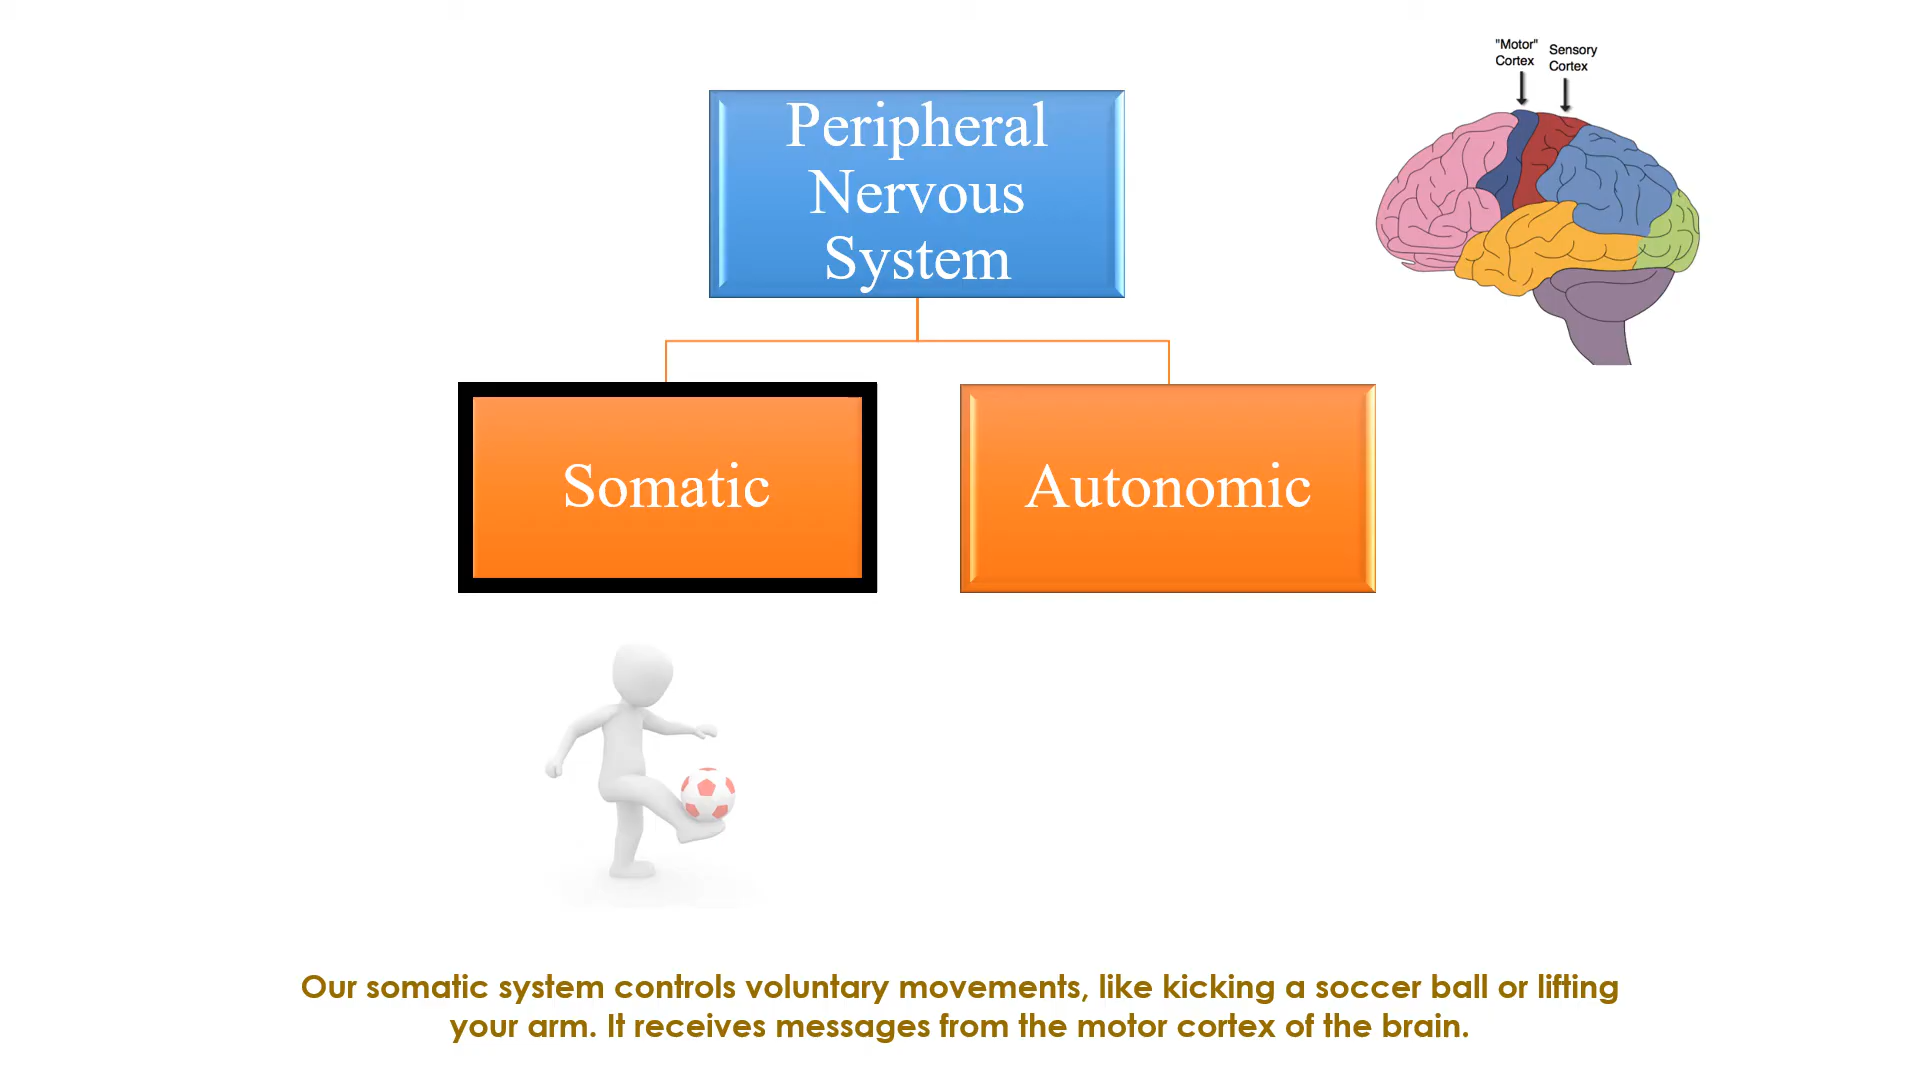 "Motor"
Cortex
Sensory
Cortex
Peripheral
Nervous
System
Somatic
Autonomic
Our somatic system controls voluntary movements, like kicking a soccer ball or lifting
your arm. It receives messages from the motor cortex of the brain.